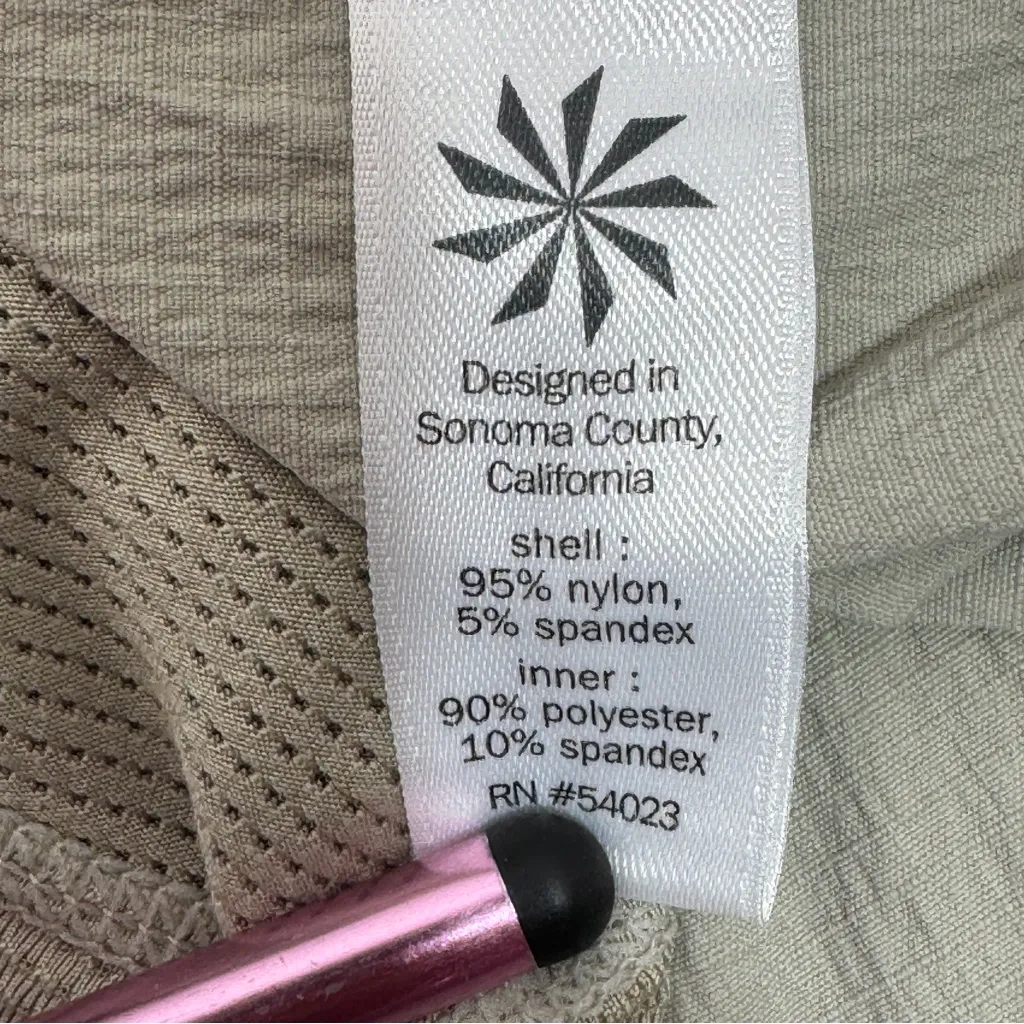 Designed in
Sonoma County,
California
shell :
95% nylon,
5% spandex
inner :
90% polyester,
10% spandex
RN #54023